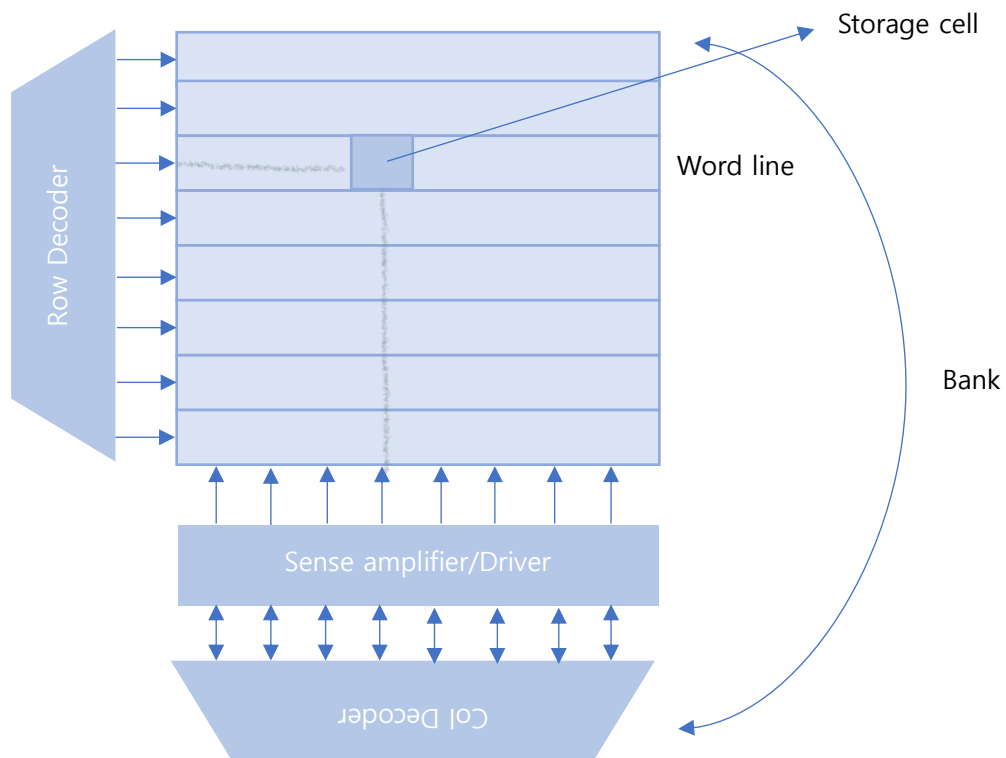 Storage cell
Word line
Row Decoder
Bank
Sense amplifier/Driver
Col Decoder